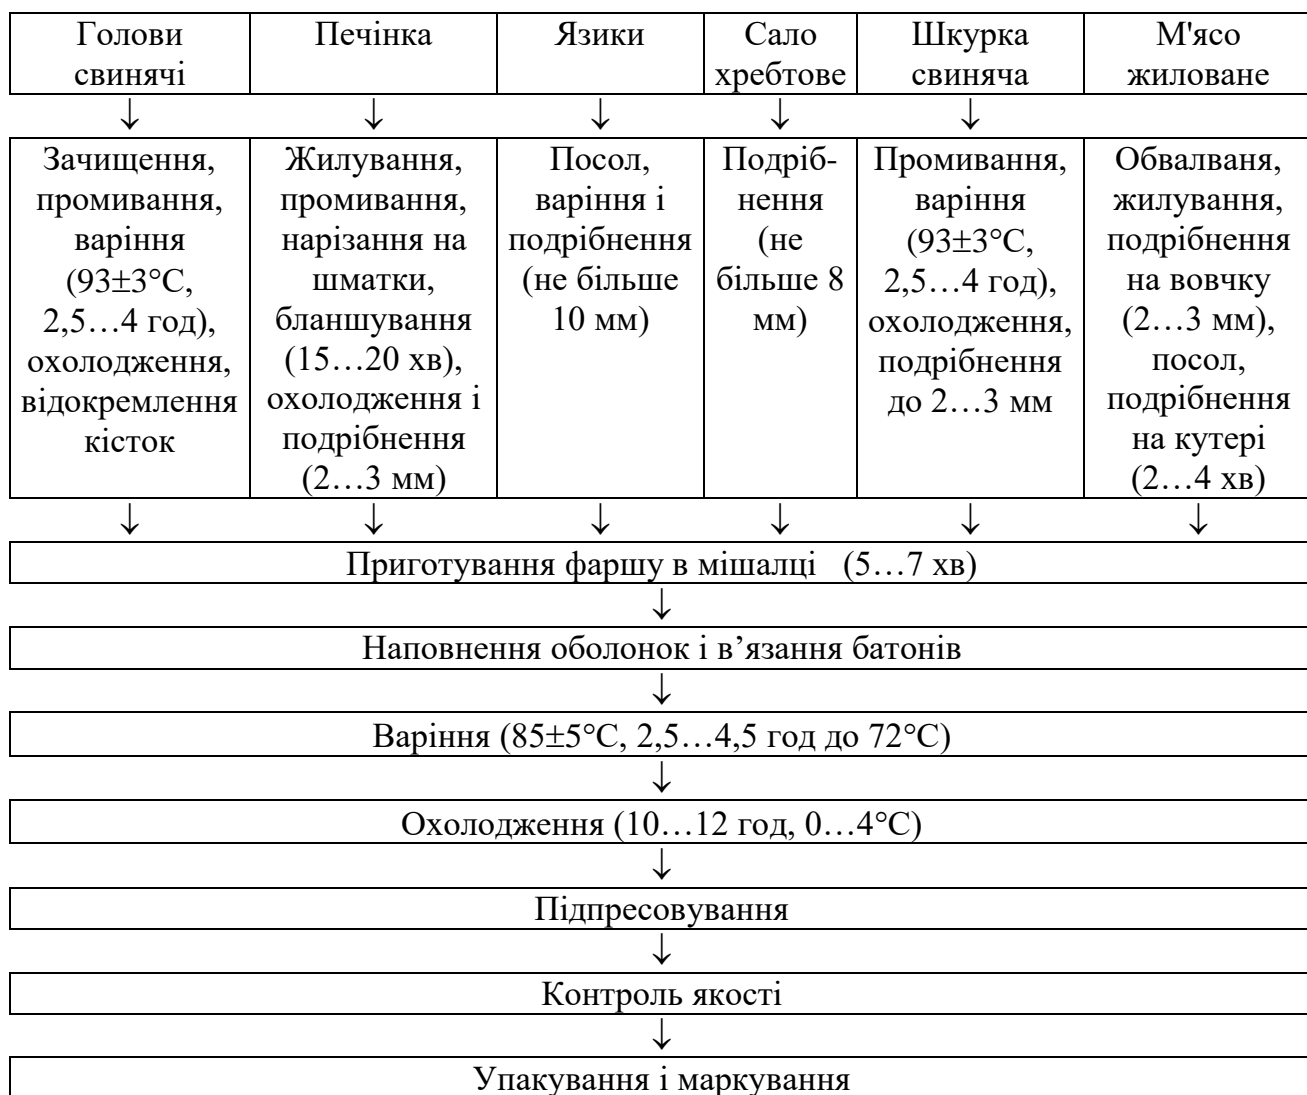 Голови
свинячі
Печінка
Язики
Сало
хребтове
Шкурка
свиняча
М'ясо
жиловане
Зачищення,
промивання,
варіння
(93±3°С,
2,5…4 год),
охолодження,
відокремлення
кісток
Жилування,
промивання,
нарізання на
шматки,
бланшування
(15…20 хв),
охолодження і
подрібнення
(2…3 мм)
Посол,
варіння і
подрібнення
(не більше
10 мм)
Подріб-
нення
(не
більше 8
мм)
Промивання,
варіння
(93±3°С,
2,5…4 год),
охолодження,
подрібнення
до 2…3 мм
Обвалваня,
жилування,
подрібнення
на вовчку
(2…3 мм),
посол,
подрібнення
на кутері
(2…4 хв)
Приготування фаршу в мішалці (5…7 хв)
Наповнення оболонок і в’язання батонів
Варіння (85±5°С, 2,5…4,5 год до 72°С)
Охолодження (10…12 год, 0…4°С)
Підпресовування
Контроль якості
Упакування і маркування